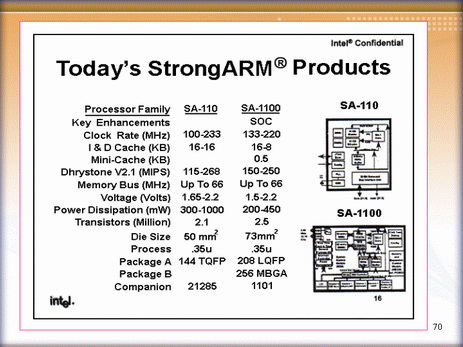 Intel® Confidential
Today's StrongARM® Products
Processor Family SA-110 SA-1100
Key Enhancements SOC
Clock Rate (MHz) 100-233 133-220
I & D Cache (KB) 16-16 16-8
Mini-Cache (KB) 0.5
Dhrystone V2.1 (MIPS) 115-268 150-250
Memory Bus (MHz) Up To 66 Up To 66
Voltage (Volts) 1.65-2.2 1.5-2.2
Power Dissipation (mW) 300-1000 200-450
Transistors (Million) 2.1 2.5
Die Size 50 mm2 73mm2
Process .35u .35u
Package A 144 TQFP 208 LQFP
Package B 256 MBGA
Companion 21285 1101
SA-110
SA-1100
intel.
16
70